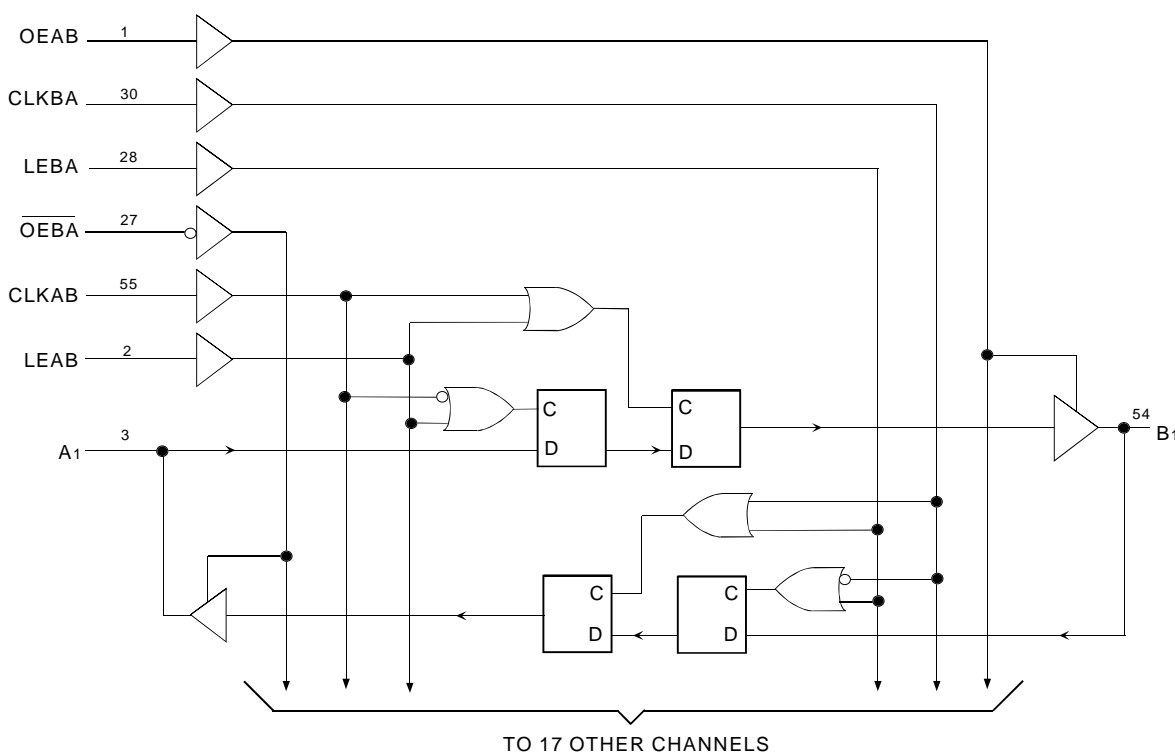 OEAB 1
CLKBA 30
LEBA 28
OEBA 27
CLKAB 55
LEAB 2
A1 3
C
D
C
D
54
B1
C
D
C
D
TO 17 OTHER CHANNELS